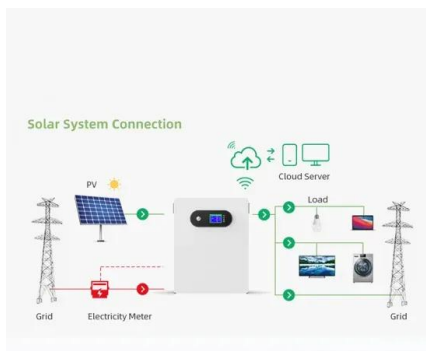 Solar System Connection
Cloud Server
PV
Load
Grid
Electricity Meter
Grid